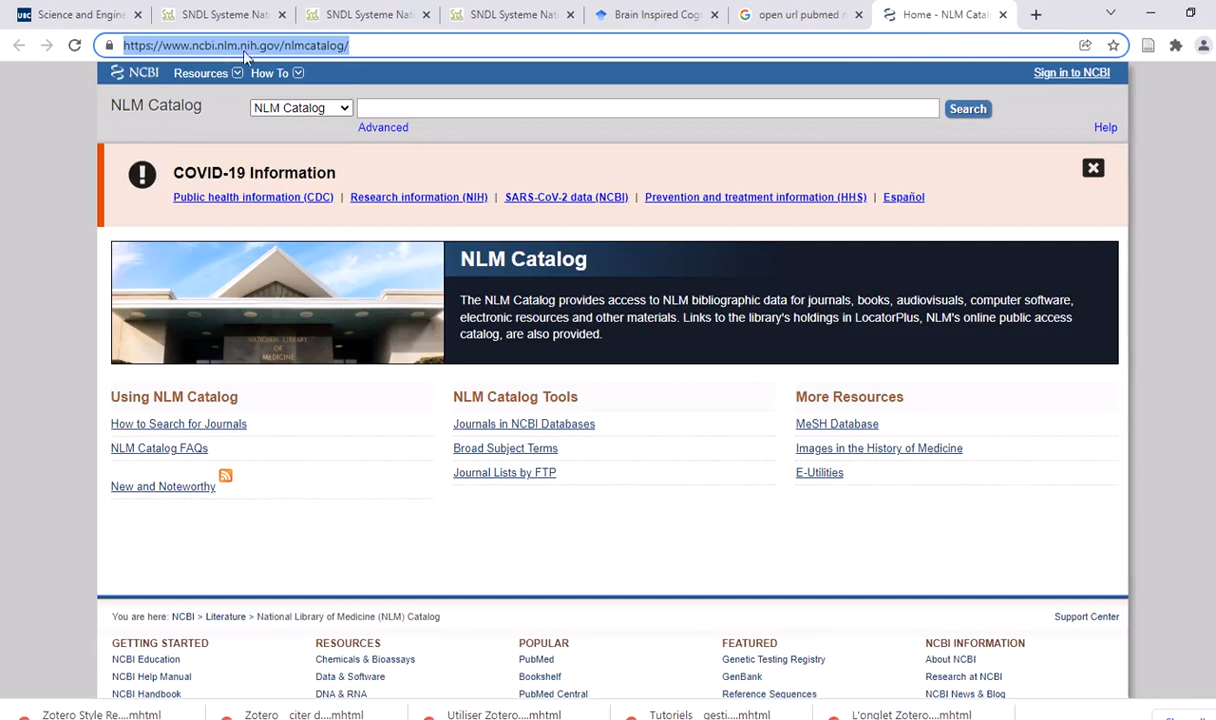 Science and Engine
SNDL Systeme Nati
SNDL Systeme Nati
SNDL Systeme Nati
Brain Inspired Cog
open url pubmed n
Home - NLM Catal
https://www.ncbi.nlm.nih.gov/nlmcatalog/
NCBI Resources How To Sign in to NCBI
NLM Catalog NLM Catalog Search
Advanced Help
COVID-19 Information
Public health information (CDC) | Research information (NIH) | SARS-CoV-2 data (NCBI) | Prevention and treatment information (HHS) | Español
NATIONAL LIBRARY
OF
MEDICINE
NLM Catalog
The NLM Catalog provides access to NLM bibliographic data for journals, books, audiovisuals, computer software,
electronic resources and other materials. Links to the library's holdings in LocatorPlus, NLM's online public access
catalog, are also provided.
Using NLM Catalog
How to Search for Journals
NLM Catalog FAQs
New and Noteworthy
NLM Catalog Tools
Journals in NCBI Databases
Broad Subject Terms
Journal Lists by FTP
More Resources
MeSH Database
Images in the History of Medicine
E-Utilities
You are here: NCBI > Literature > National Library of Medicine (NLM) Catalog Support Center
GETTING STARTED
NCBI Education
NCBI Help Manual
NCBI Handbook
RESOURCES
Chemicals & Bioassays
Data & Software
DNA & RNA
POPULAR
PubMed
Bookshelf
PubMed Central
FEATURED
Genetic Testing Registry
GenBank
Reference Sequences
NCBI INFORMATION
About NCBI
Research at NCBI
NCBI News & Blog
Zotero Style Re....mhtml
Zotero _ citer d....mhtml
Utiliser Zotero....mhtml
Tutoriels _ gesti....mhtml
L'onglet Zotero....mhtml